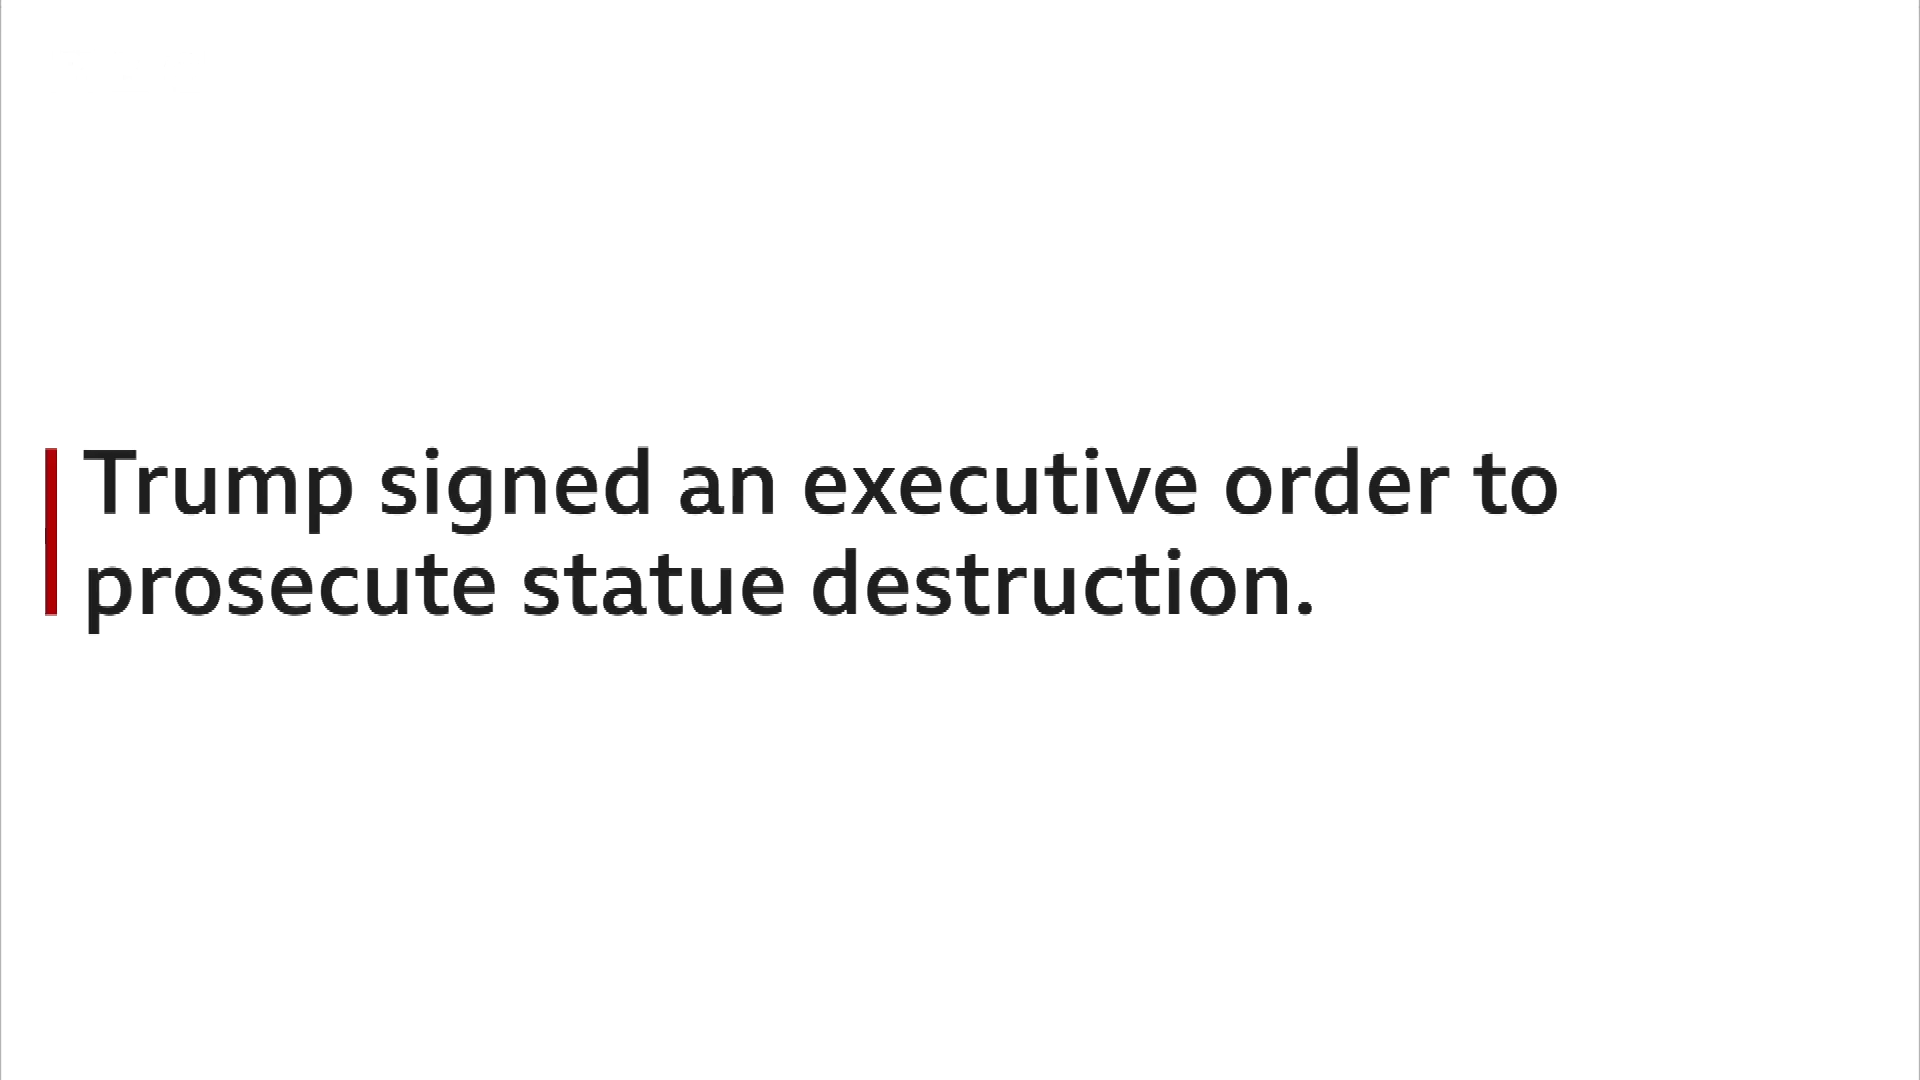 Trump signed an executive order to
prosecute statue destruction.